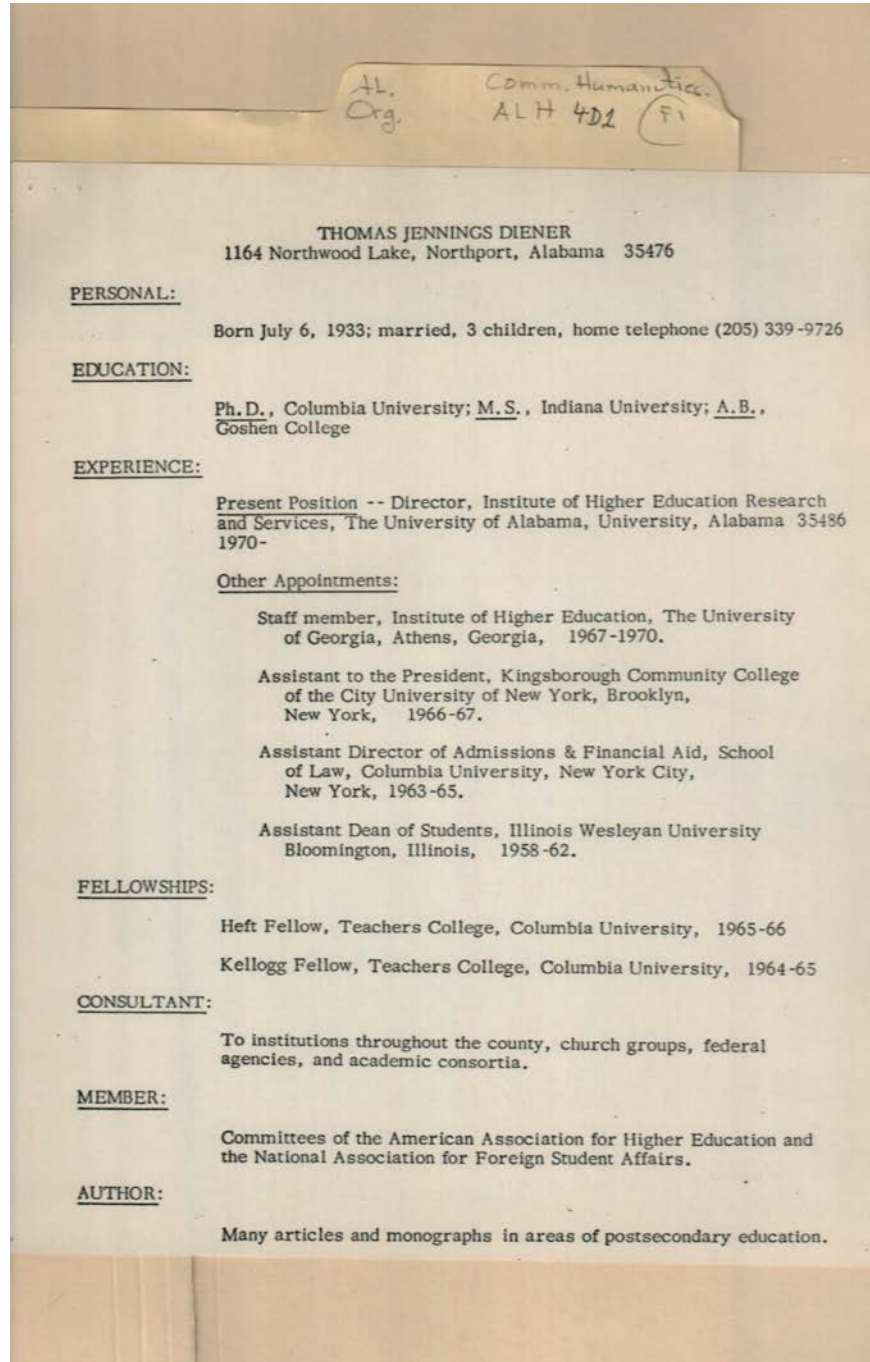 AL. Comm. Humanities.
Org. ALH 4D1 F1
THOMAS JENNINGS DIENER
1164 Northwood Lake, Northport, Alabama 35476
PERSONAL:
Born July 6, 1933; married, 3 children, home telephone (205) 339-9726
EDUCATION:
Ph.D., Columbia University; M.S., Indiana University; A.B.,
Goshen College
EXPERIENCE:
Present Position -- Director, Institute of Higher Education Research
and Services, The University of Alabama, University, Alabama 35486
1970-
Other Appointments:
Staff member, Institute of Higher Education, The University
of Georgia, Athens, Georgia, 1967-1970.
Assistant to the President, Kingsborough Community College
of the City University of New York, Brooklyn,
New York, 1966-67.
Assistant Director of Admissions & Financial Aid, School
of Law, Columbia University, New York City,
New York, 1963-65.
Assistant Dean of Students, Illinois Wesleyan University
Bloomington, Illinois, 1958-62.
FELLOWSHIPS:
Heft Fellow, Teachers College, Columbia University, 1965-66
Kellogg Fellow, Teachers College, Columbia University, 1964-65
CONSULTANT:
To institutions throughout the county, church groups, federal
agencies, and academic consortia.
MEMBER:
Committees of the American Association for Higher Education and
the National Association for Foreign Student Affairs.
AUTHOR:
Many articles and monographs in areas of postsecondary education.